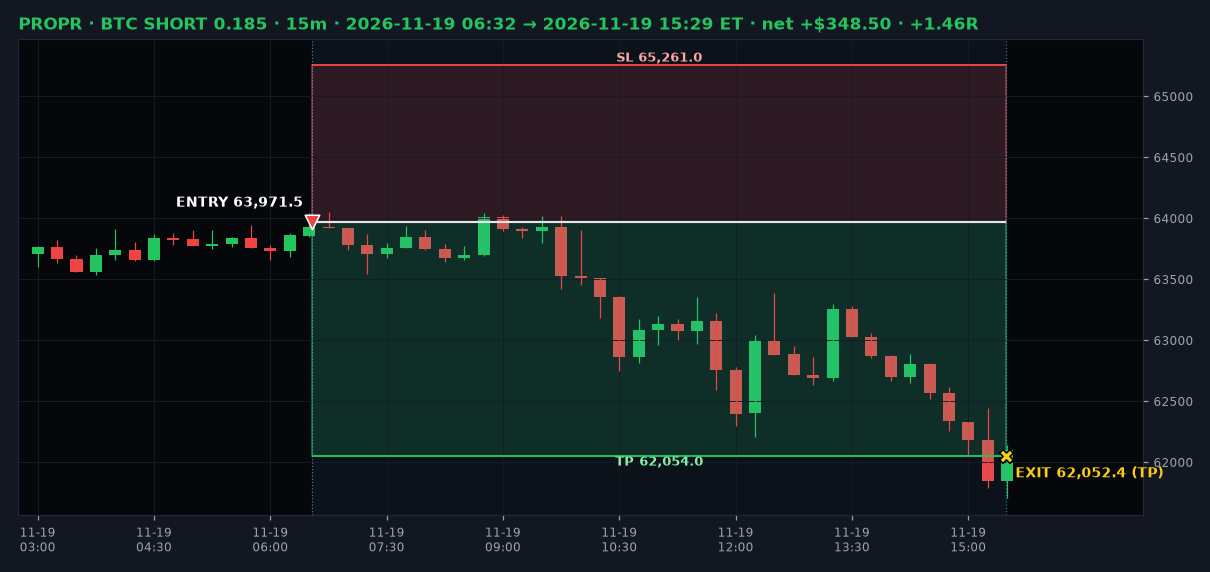 PROPR · BTC SHORT 0.185 · 15m · 2026-11-19 06:32 → 2026-11-19 15:29 ET · net +$348.50 · +1.46R
SL 65,261.0
65000
64500
ENTRY 63,971.5
64000
63500
63000
62500
TP 62,054.0
62000
EXIT 62,052.4 (TP)
11-19 11-19 11-19 11-19 11-19 11-19 11-19 11-19 11-19
03:00 04:30 06:00 07:30 09:00 10:30 12:00 13:30 15:00